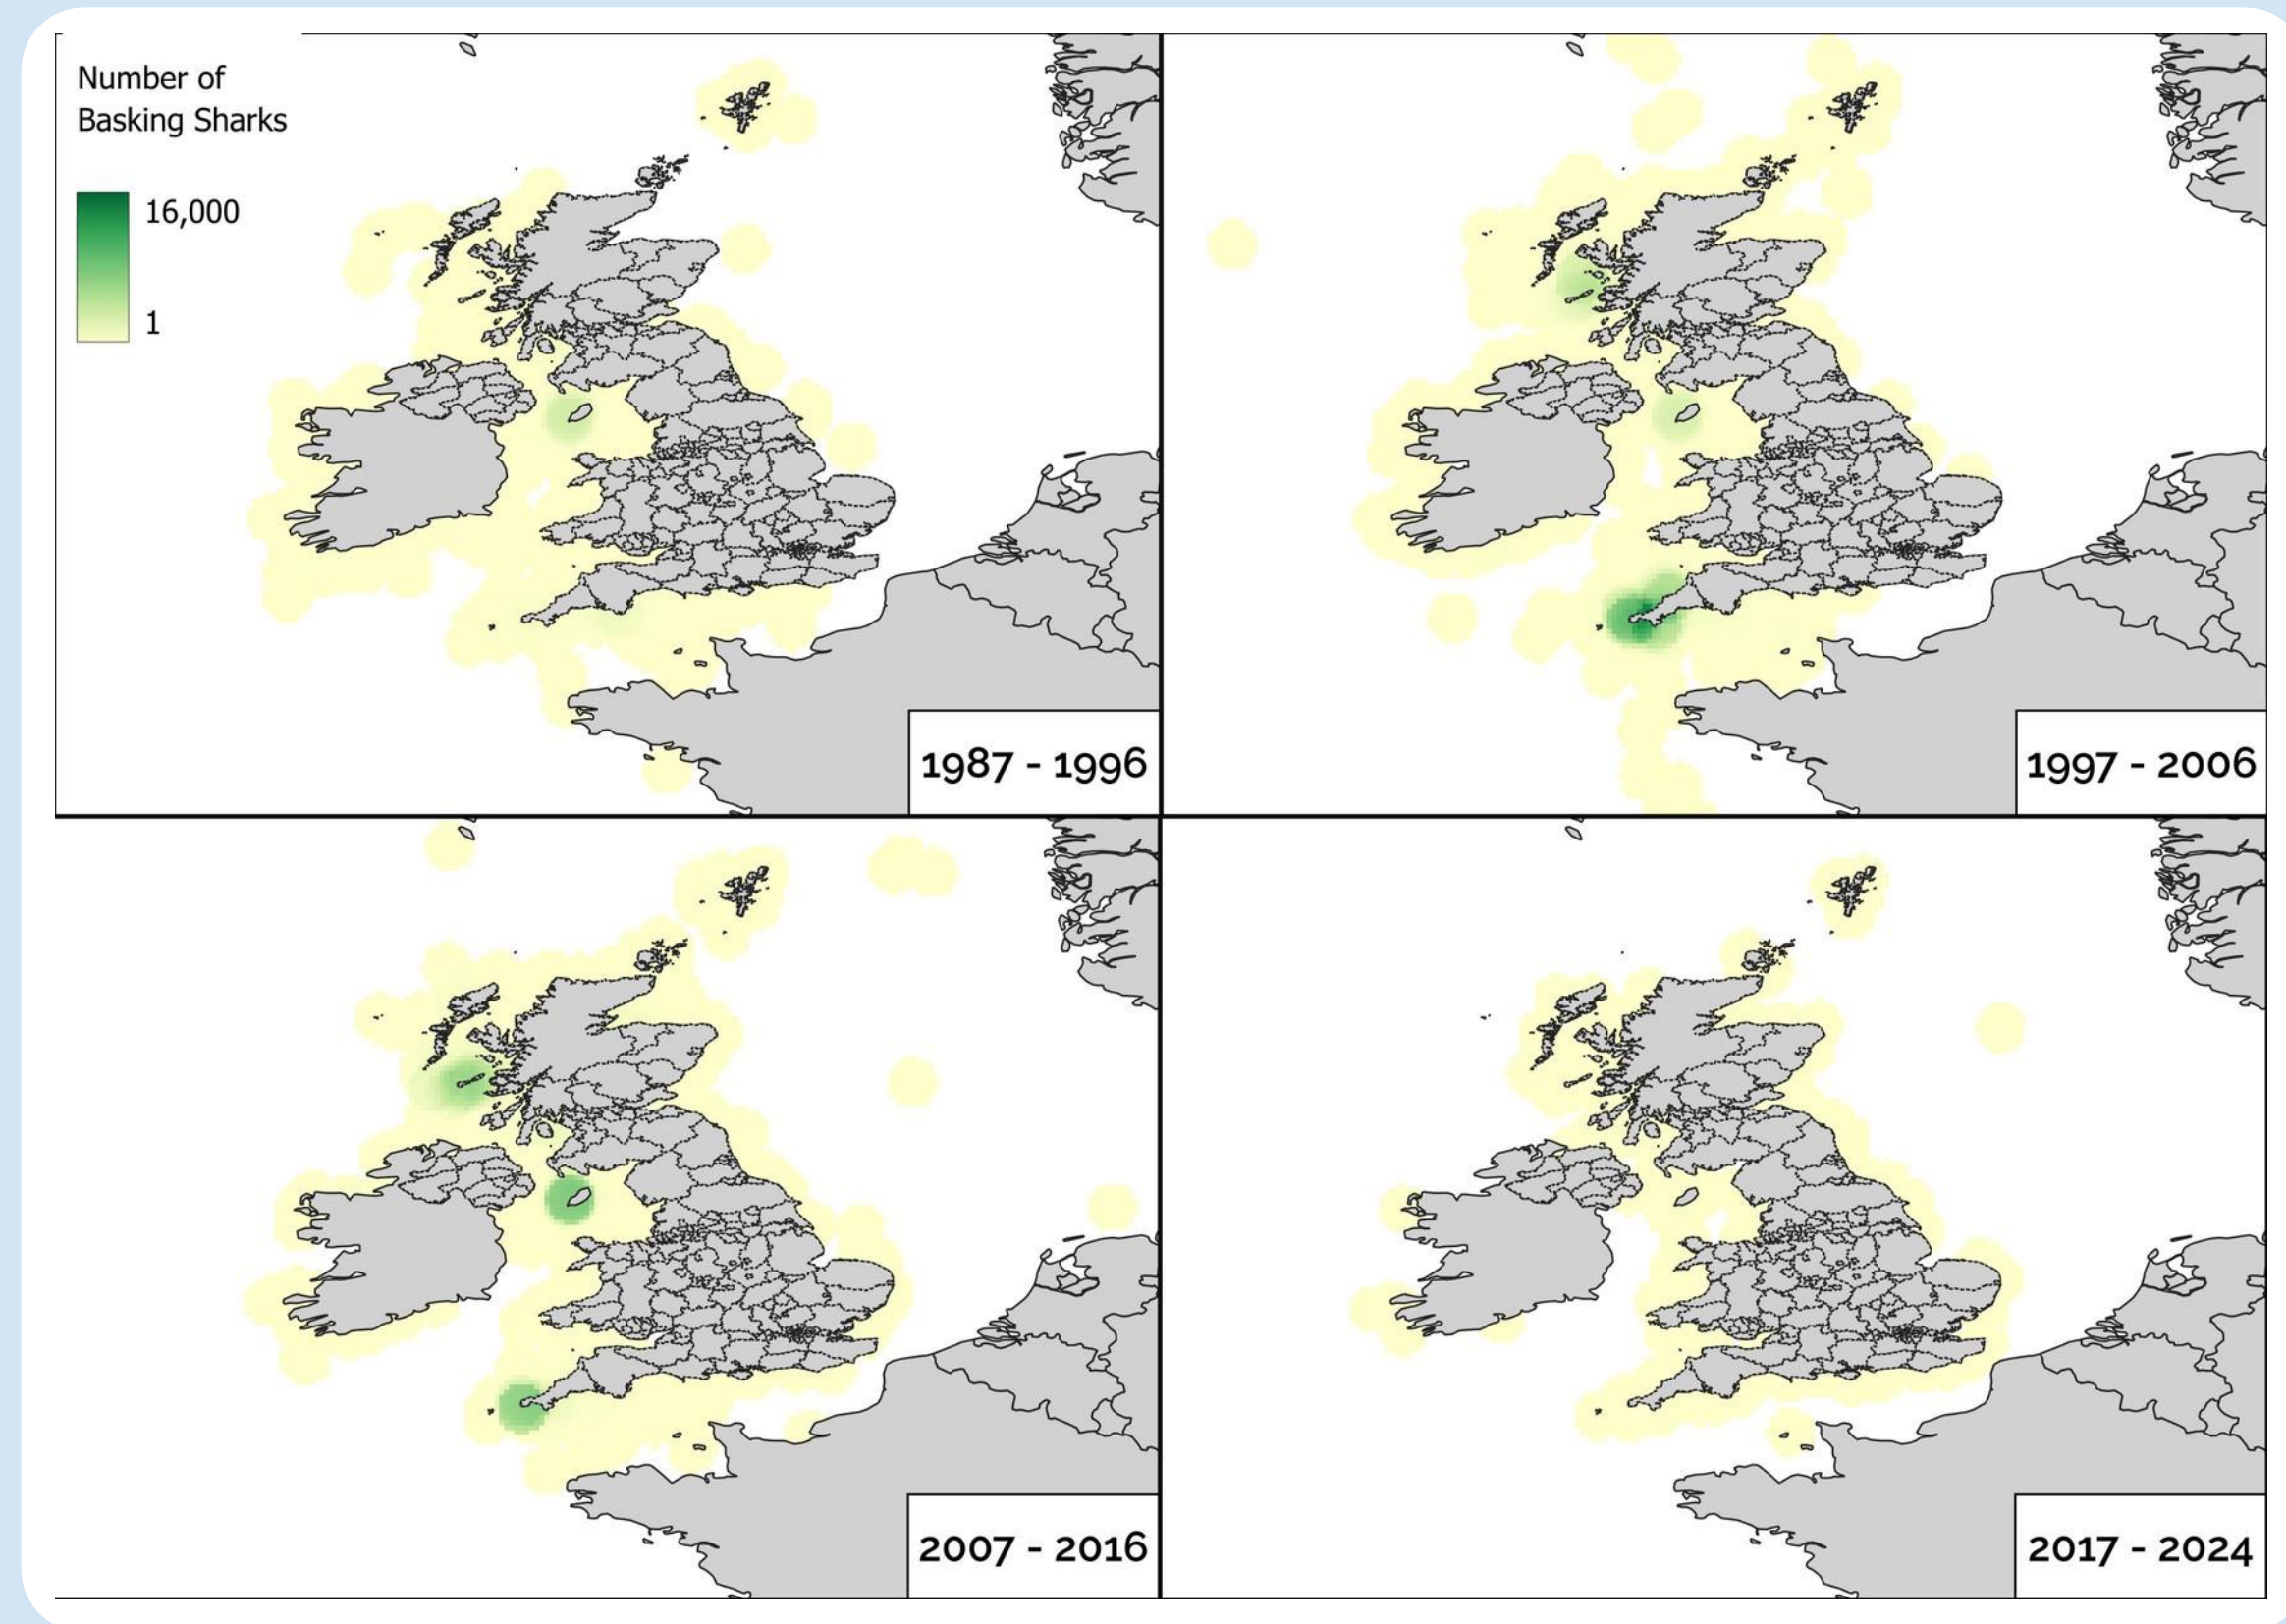 Number of
Basking Sharks
16,000
1
1987 - 1996
1997 - 2006
2007 - 2016
2017 - 2024